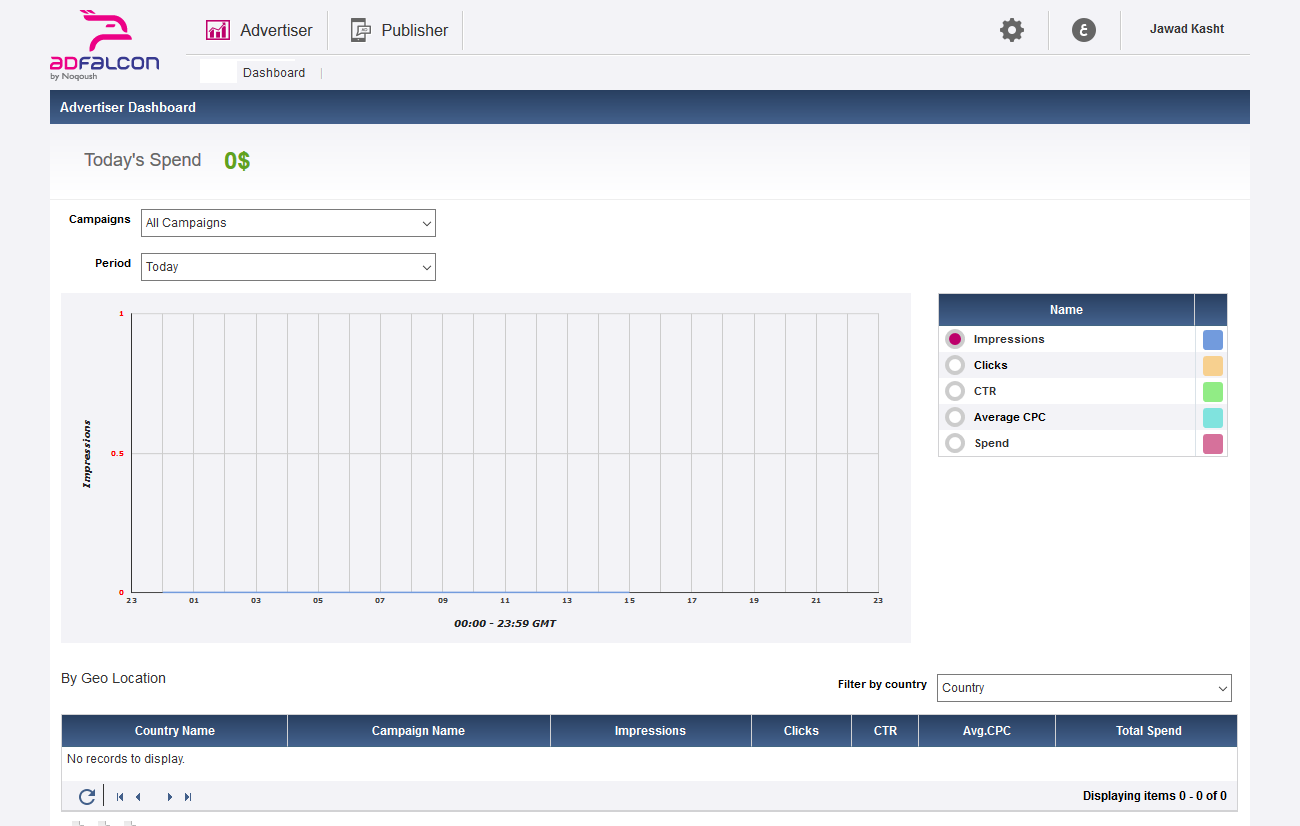 Advertiser
Publisher
ع
Jawad Kasht
ADFALCON
by Noqoush
Dashboard
Advertiser Dashboard
Today's Spend 0$
Campaigns All Campaigns
Period Today
1
0.5
0
Impressions
23 01 03 05 07 09 11 13 15 17 19 21 23
00:00 - 23:59 GMT
Name
Impressions
Clicks
CTR
Average CPC
Spend
By Geo Location
Filter by country Country
Country Name Campaign Name Impressions Clicks CTR Avg.CPC Total Spend
No records to display.
Displaying items 0 - 0 of 0